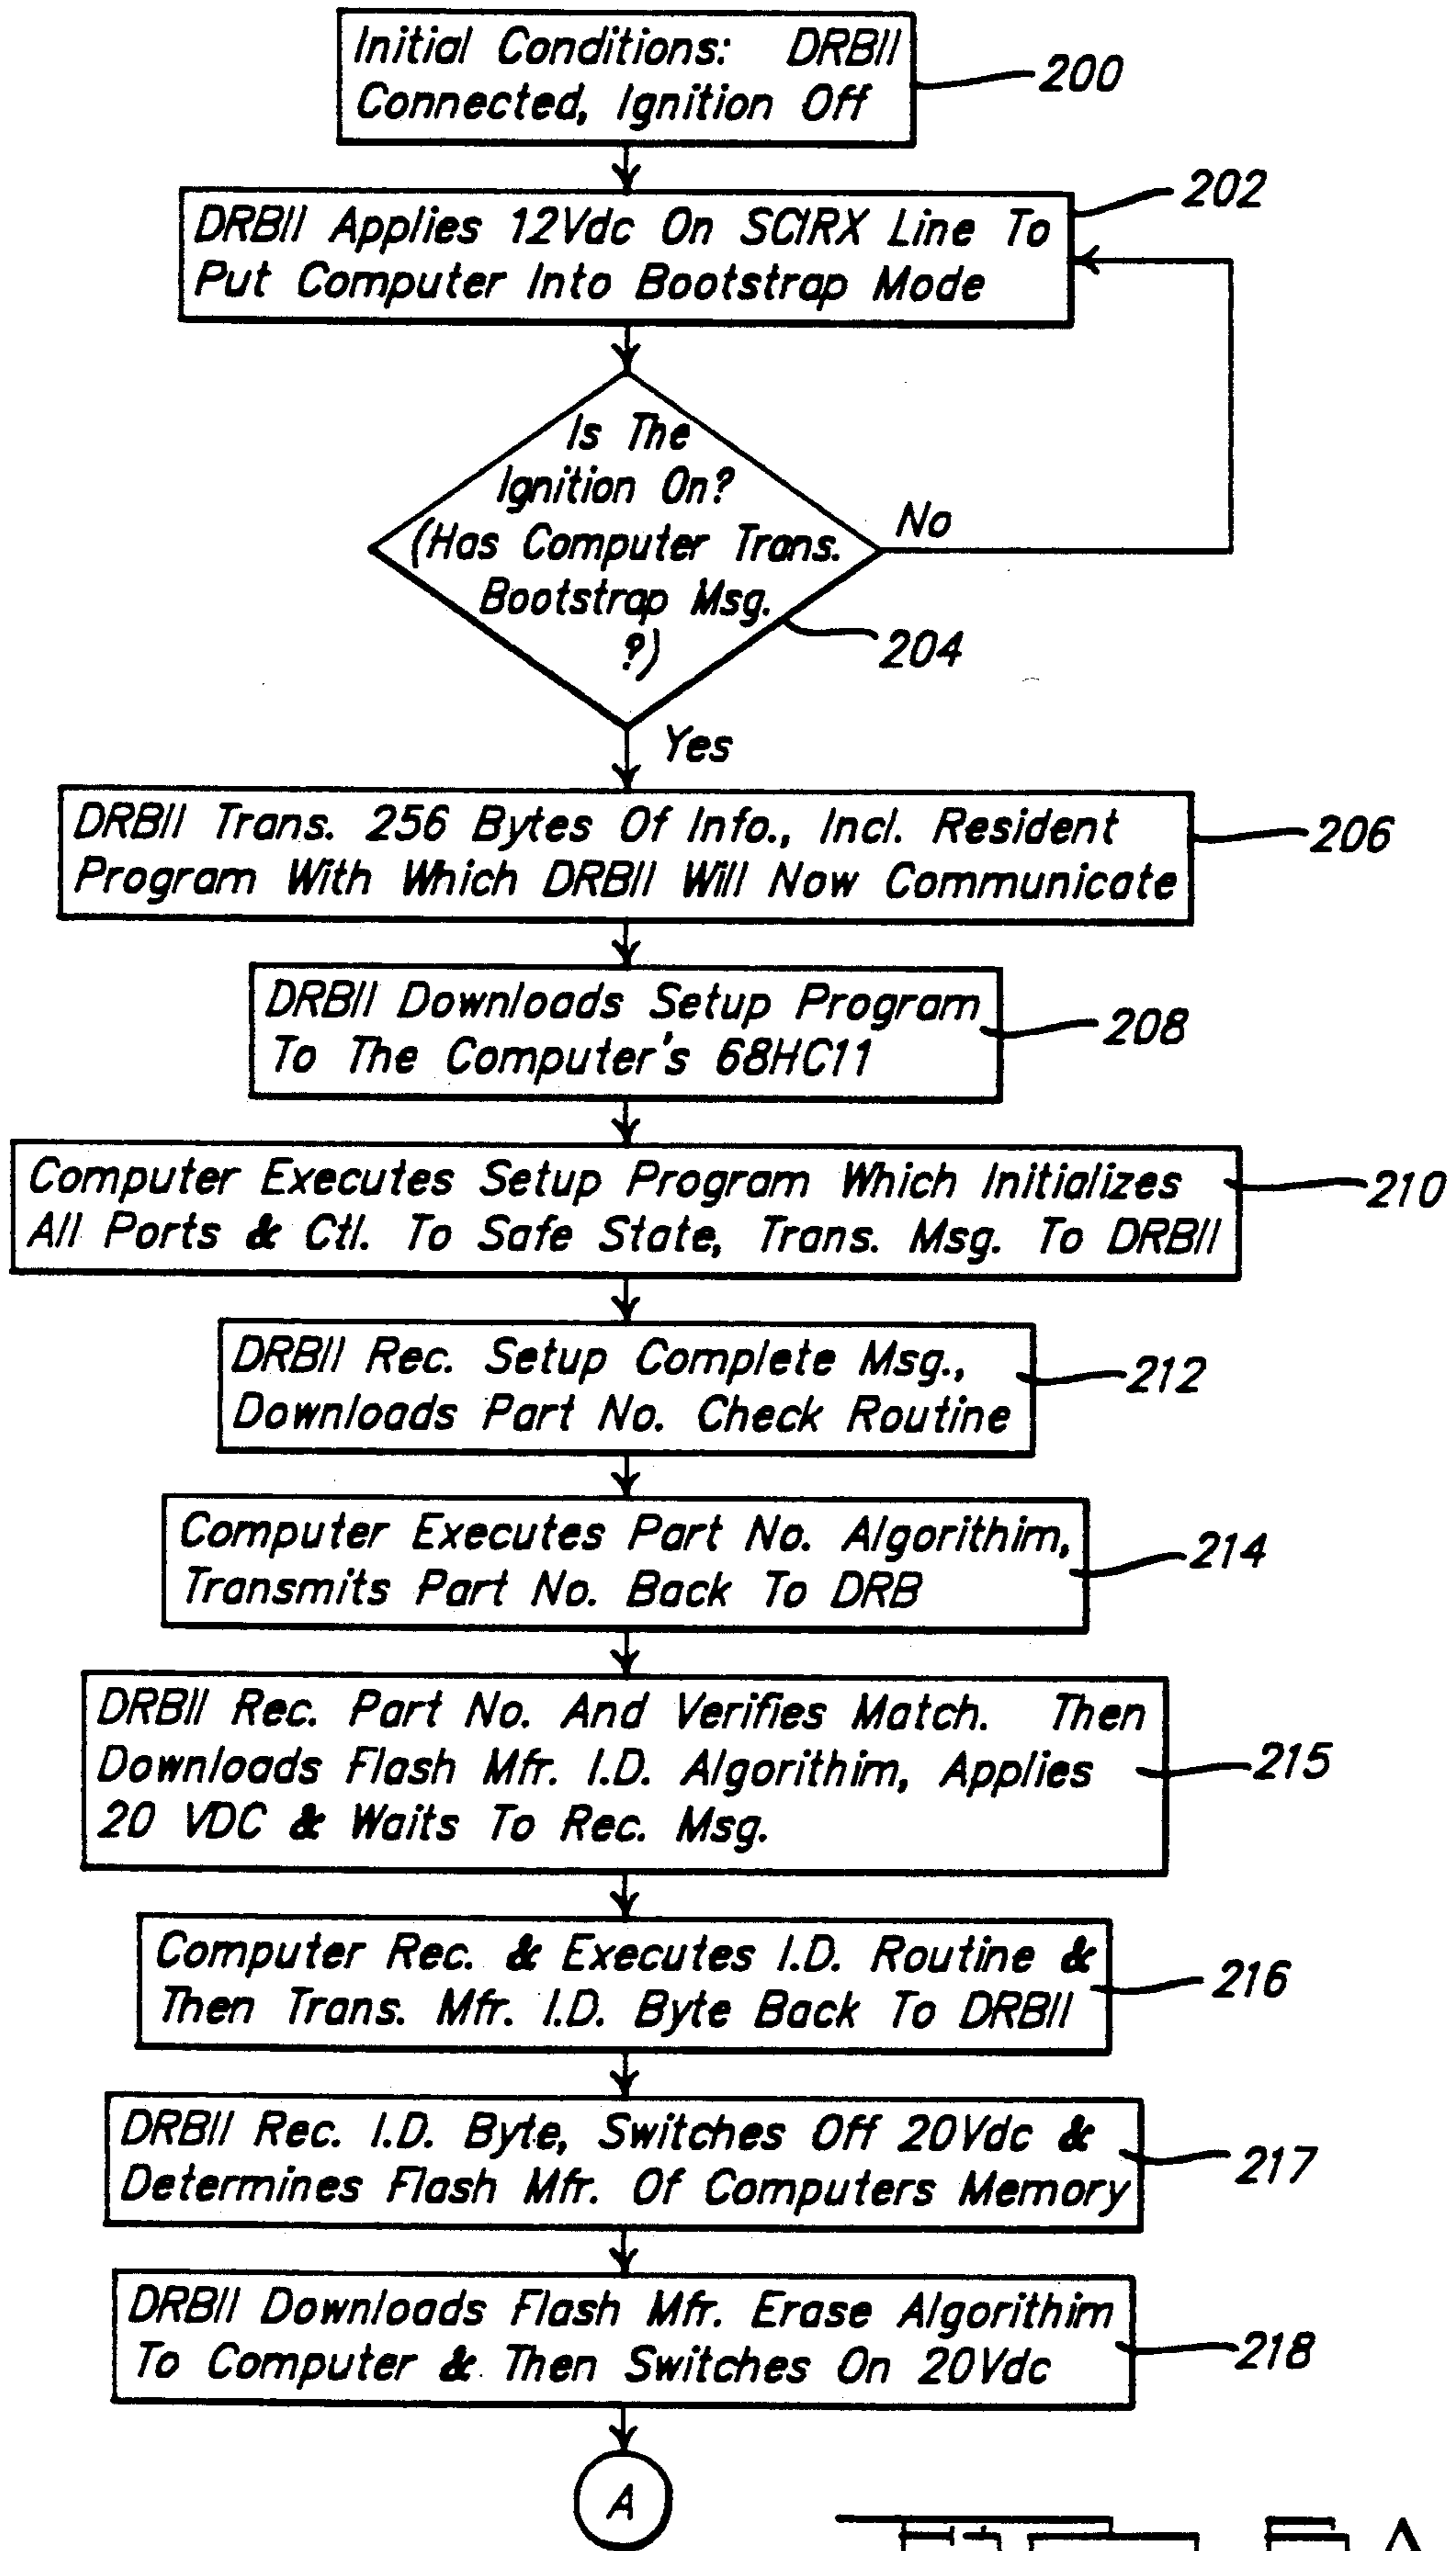 Initial Conditions: DRBII
Connected, Ignition Off
200
DRBII Applies 12Vdc On SCIRX Line To
Put Computer Into Bootstrap Mode
202
Is The
Ignition On?
(Has Computer Trans.
Bootstrap Msg.
?)
No
204
Yes
DRBII Trans. 256 Bytes Of Info., Incl. Resident
Program With Which DRBII Will Now Communicate
206
DRBII Downloads Setup Program
To The Computer's 68HC11
208
Computer Executes Setup Program Which Initializes
All Ports & Ctl. To Safe State, Trans. Msg. To DRBII
210
DRBII Rec. Setup Complete Msg.,
Downloads Part No. Check Routine
212
Computer Executes Part No. Algorithim,
Transmits Part No. Back To DRB
214
DRBII Rec. Part No. And Verifies Match. Then
Downloads Flash Mfr. I.D. Algorithim, Applies
20 VDC & Waits To Rec. Msg.
215
Computer Rec. & Executes I.D. Routine &
Then Trans. Mfr. I.D. Byte Back To DRBII
216
DRBII Rec. I.D. Byte, Switches Off 20Vdc &
Determines Flash Mfr. Of Computers Memory
217
DRBII Downloads Flash Mfr. Erase Algorithim
To Computer & Then Switches On 20Vdc
218
A